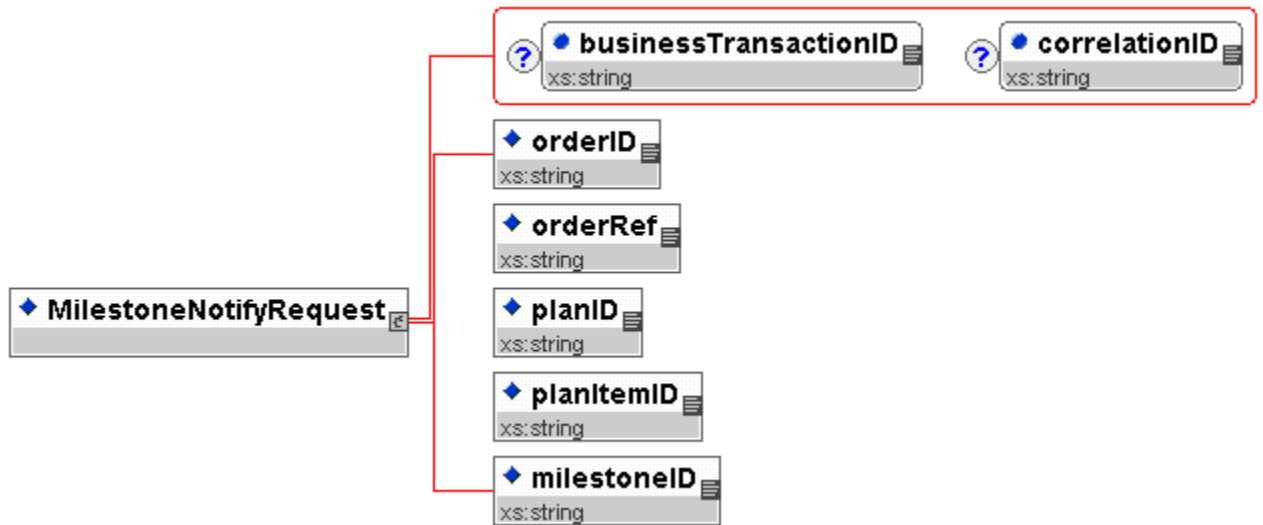 ? businessTransactionID ? correlationID
xs:string xs:string
orderID
xs:string
orderRef
xs:string
MilestoneNotifyRequest
planID
xs:string
planItemID
xs:string
milestoneID
xs:string